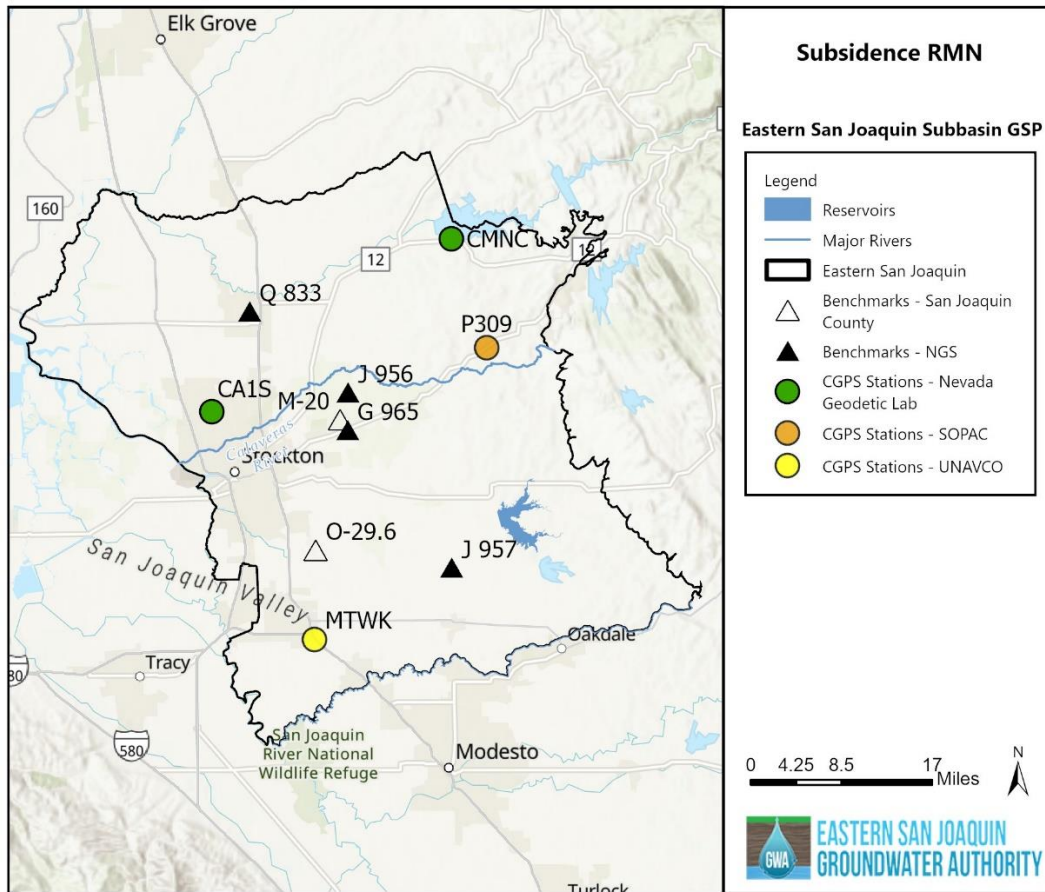 Elk Grove
160
12
CMNC
12
Q 833
P309
J 956
CA1S
M-20
G 965
Calaveras
River
Stockton
O-29.6
J 957
San Joaquin Valley
MTWK
Oakdale
Tracy
580
San Joaquin
River National
Wildlife Refuge
Modesto
Turlock
Subsidence RMN
Eastern San Joaquin Subbasin GSP
Legend
Reservoirs
Major Rivers
Eastern San Joaquin
Benchmarks - San Joaquin
County
Benchmarks - NGS
CGPS Stations - Nevada
Geodetic Lab
CGPS Stations - SOPAC
CGPS Stations - UNAVCO
0 4.25 8.5 17
Miles
N
GWA
EASTERN SAN JOAQUIN
GROUNDWATER AUTHORITY